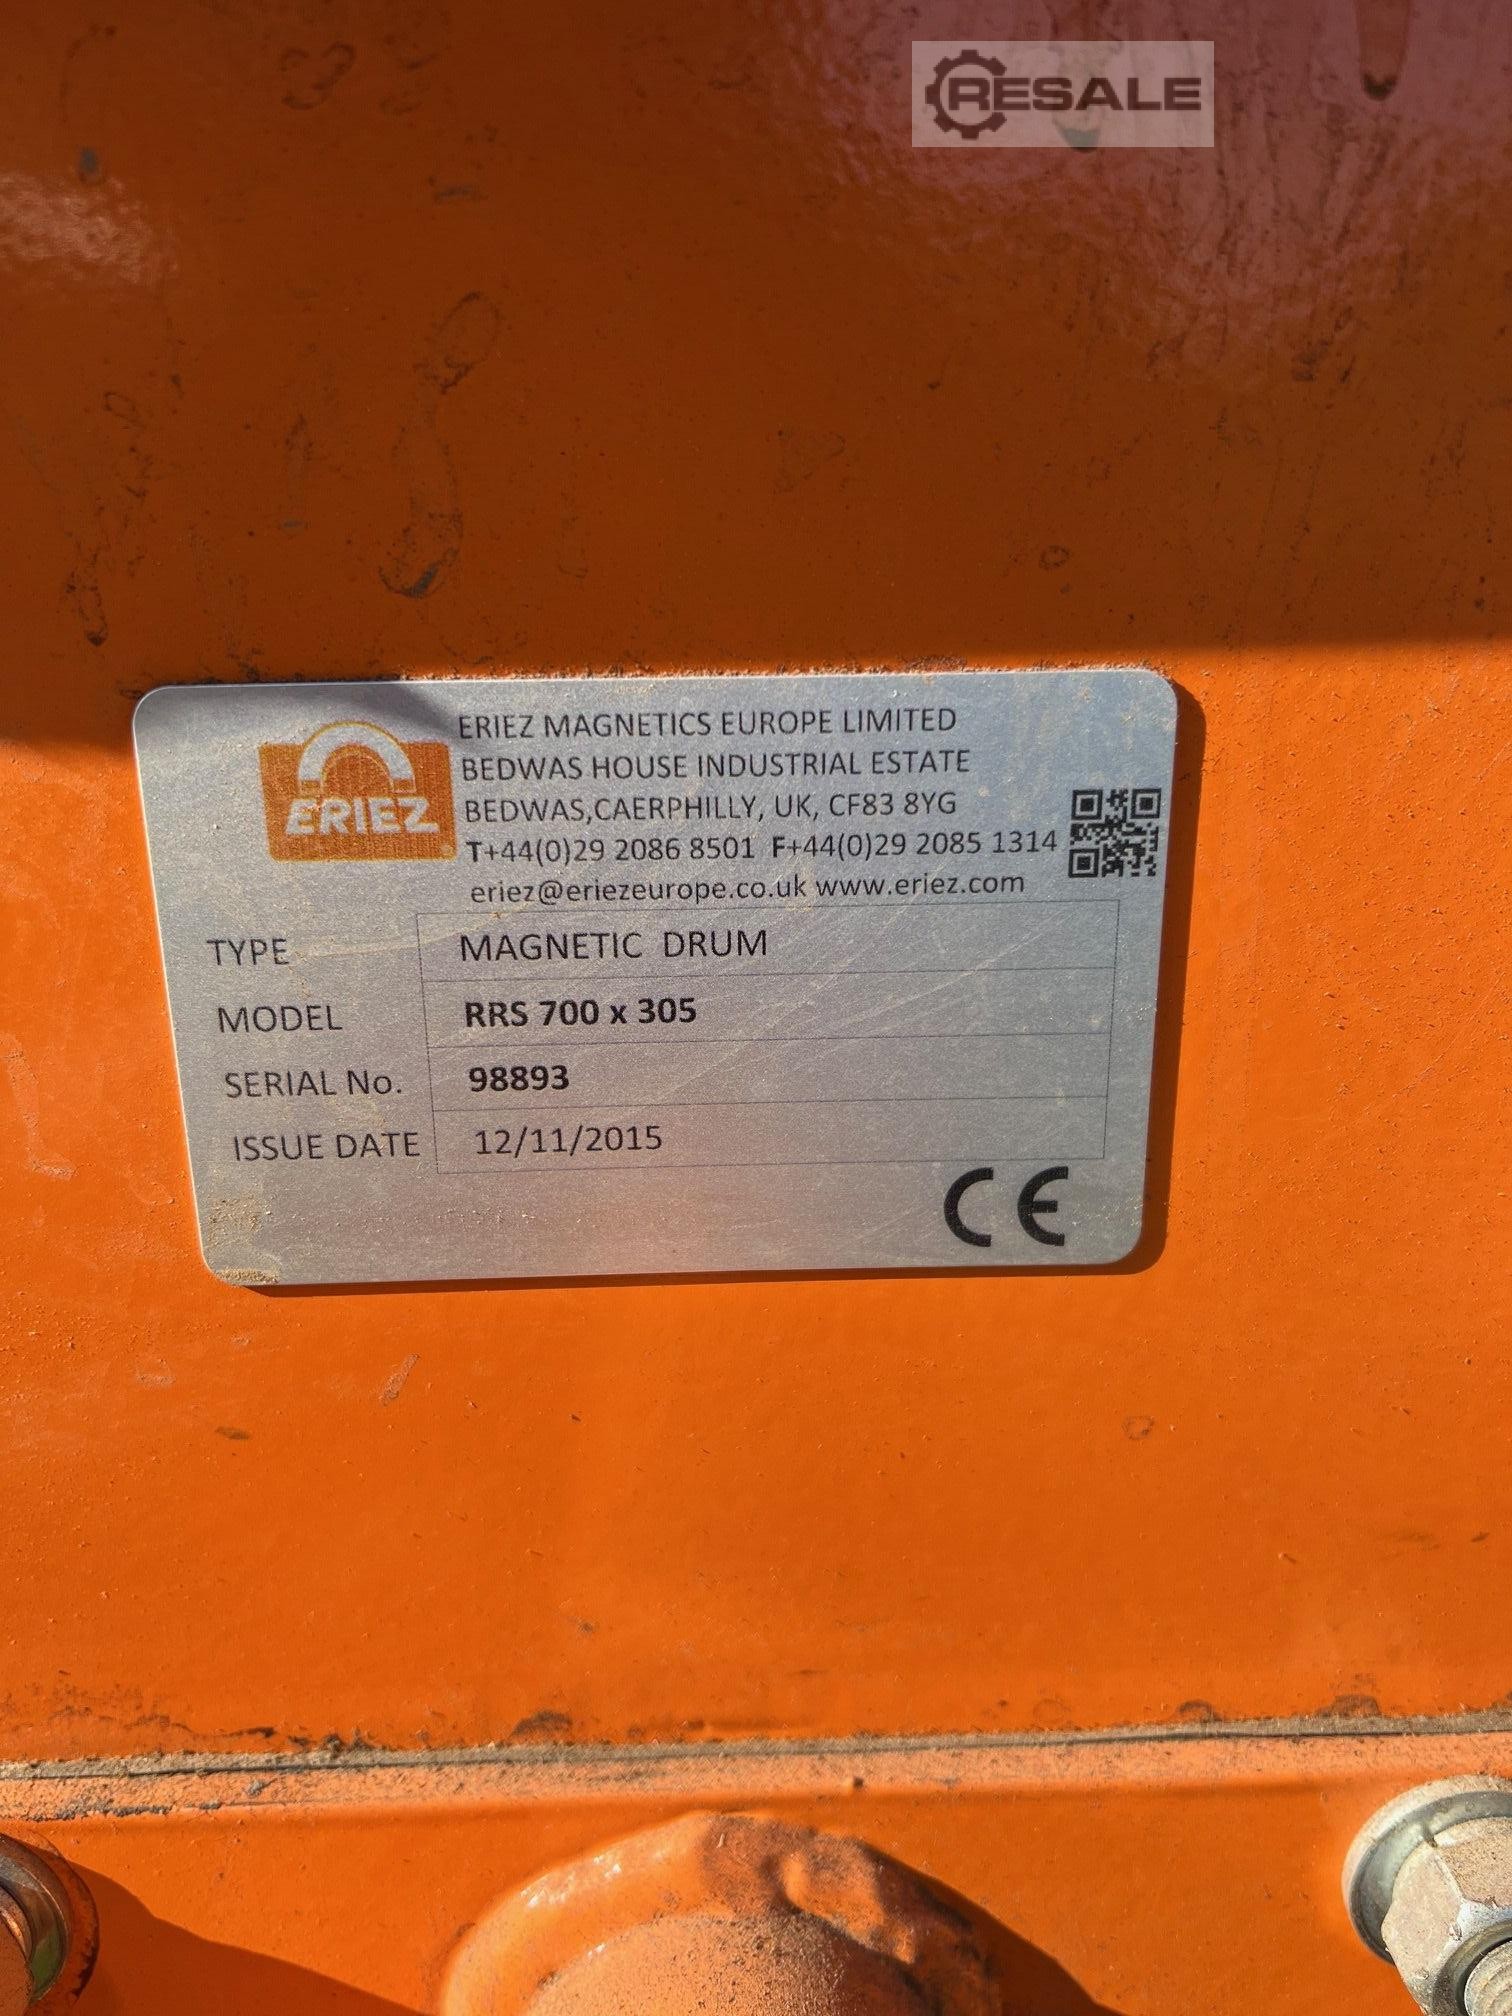 RESALE
ERIEZ MAGNETICS EUROPE LIMITED
BEDWAS HOUSE INDUSTRIAL ESTATE
BEDWAS,CAERPHILLY, UK, CF83 8YG
T+44(0)29 2086 8501 F+44(0)29 2085 1314
eriez@eriezeurope.co.uk www.eriez.com
ERIEZ
TYPE MAGNETIC DRUM
MODEL RRS 700 x 305
SERIAL No. 98893
ISSUE DATE 12/11/2015
CE